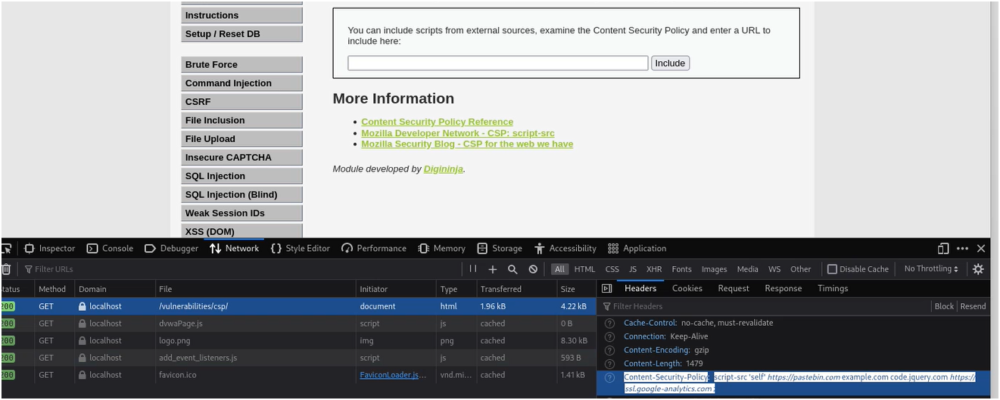 Instructions
Setup / Reset DB
Brute Force
Command Injection
CSRF
File Inclusion
File Upload
Insecure CAPTCHA
SQL Injection
SQL Injection (Blind)
Weak Session IDs
XSS (DOM)
You can include scripts from external sources, examine the Content Security Policy and enter a URL to
include here:
Include
More Information
• Content Security Policy Reference
• Mozilla Developer Network - CSP: script-src
• Mozilla Security Blog - CSP for the web we have
Module developed by Digininja.
Inspector Console Debugger Network Style Editor Performance Memory Storage Accessibility Application
Filter URLs All HTML CSS JS XHR Fonts Images Media WS Other Disable Cache No Throttling
Status Method Domain File Initiator Type Transferred Size
200 GET localhost /vulnerabilities/csp/ document html 1.96 kB 4.22 kB
200 GET localhost dvwaPage.js script js cached 0 B
200 GET localhost logo.png img png cached 8.30 kB
200 GET localhost add_event_listeners.js script js cached 593 B
200 GET localhost favicon.ico FaviconLoader.js... vnd.mi... cached 1.41 kB
Headers Cookies Request Response Timings
Filter Headers Block Resend
Cache-Control: no-cache, must-revalidate
Connection: Keep-Alive
Content-Encoding: gzip
Content-Length: 1479
Content-Security-Policy: script-src 'self' https://pastebin.com example.com code.jquery.com https://
ssl.google-analytics.com ;